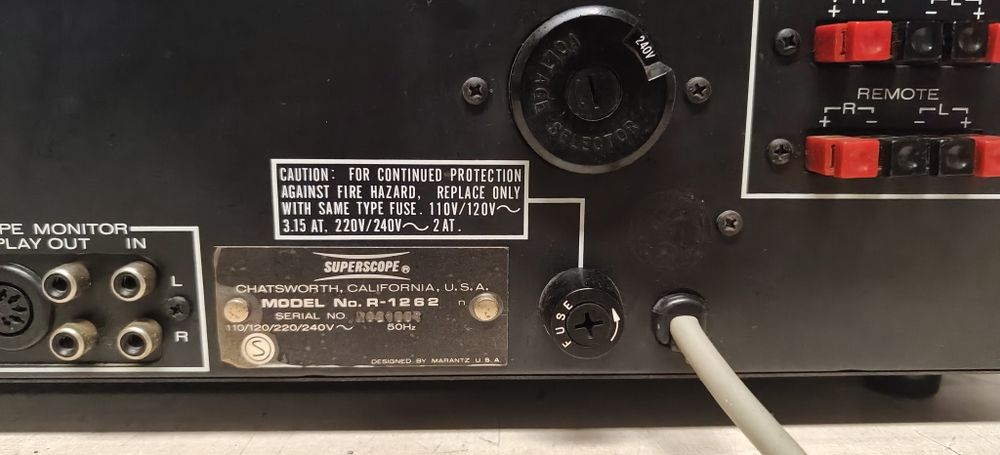 VOLTAGE SELECTOR
240V
R L
+ - - +
REMOTE
R L
+ - - +
CAUTION: FOR CONTINUED PROTECTION
AGAINST FIRE HAZARD, REPLACE ONLY
WITH SAME TYPE FUSE. 110V/120V～
3.15 AT, 220V/240V～ 2 AT.
PE MONITOR
PLAY OUT IN
L
R
SUPERSCOPE®
CHATSWORTH, CALIFORNIA, U.S.A.
MODEL No. R-1262 n
SERIAL NO.
110/120/220/240V～ 50Hz
S
DESIGNED BY MARANTZ U.S.A.
FUSE